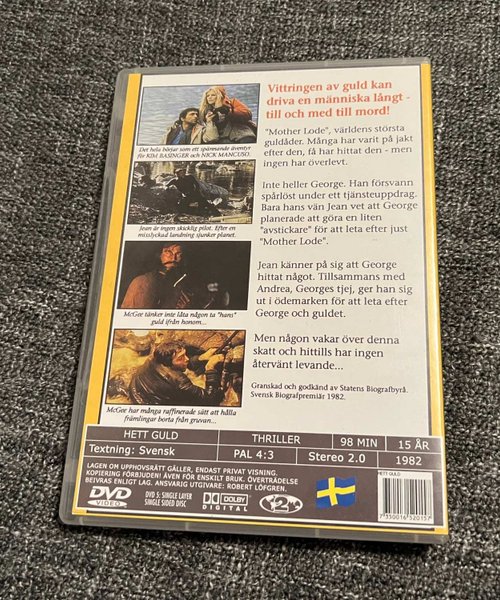 Vittringen av guld kan
driva en människa långt -
till och med till mord!
"Mother Lode", världens största
guldåder. Många har varit på jakt
efter den, få har hittat den - men
ingen har överlevt.
Inte heller George. Han försvann
spårlöst under ett tjänsteuppdrag.
Bara hans vän Jean vet att George
planerade att göra en liten
"avstickare" för att leta efter just
"Mother Lode".
Jean känner på sig att George
hittat något. Tillsammans med
Andrea, Georges tjej, ger han sig
ut i ödemarken för att leta efter
George och guldet.
Men någon vakar över denna
skatt och hittills har ingen
återvänt levande...
Granskad och godkänd av Statens Biografbyrå.
Svensk Biografpremiär 1982.
Det hela börjar som ett spännande äventyr
för KIM BASINGER och NICK MANCUSO.
Jean är ingen skicklig pilot. Efter en
misslyckad landning sjunker planet.
McGee tänker inte låta någon ta "hans"
guld ifrån honom...
McGee har många raffinerade sätt att hålla
främlingar borta från gruvan...
HETT GULD THRILLER 98 MIN 15 ÅR
Textning: Svensk PAL 4:3 Stereo 2.0 1982
LAGEN OM UPPHOVSRÄTT GÄLLER, ENDAST PRIVAT VISNING.
KOPIERING FÖRBJUDEN! ÄVEN FÖR ENSKILT BRUK. ÖVERTRÄDELSE
BEIVRAS ENLIGT LAG. ANSVARIG UTGIVARE: ROBERT LÖFGREN.
DVD
VIDEO
DVD 5: SINGLE LAYER
SINGLE SIDED DISC
DOLBY
DIGITAL
2
HETT GULD
7 350016 520157